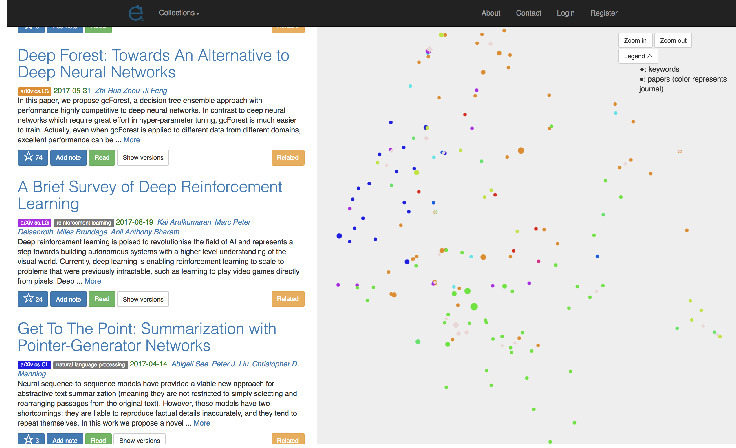 Collections
About
Contact
Login
Register
Deep Forest: Towards An Alternative to
Deep Neural Networks
2017-05-31 Zhi-Hua Zhou, Ji Feng
In this paper, we propose gcForest, a decision tree ensemble approach with
performance highly competitive to deep neural networks. In contrast to deep neural
networks which require great effort in hyper-parameter tuning, gcForest is much easier
to train. Actually, even when gcForest is applied to different data from different domains,
excellent performance can be ... More
74 Add note Read Show versions Related
A Brief Survey of Deep Reinforcement
Learning
reinforcement learning 2017-08-19 Kai Arulkumaran, Marc Peter
Deisenroth, Miles Brundage, Anil Anthony Bharath
Deep reinforcement learning is poised to revolutionise the field of AI and represents a
step towards building autonomous systems with a higher level understanding of the
visual world. Currently, deep learning is enabling reinforcement learning to scale to
problems that were previously intractable, such as learning to play video games directly
from pixels. Deep ... More
24 Add note Read Show versions Related
Get To The Point: Summarization with
Pointer-Generator Networks
natural language processing 2017-04-14 Abigail See, Peter J. Liu, Christopher D.
Manning
Neural sequence-to-sequence models have provided a viable new approach for
abstractive text summarization (meaning they are not restricted to simply selecting and
rearranging passages from the original text). However, these models have two
shortcomings: they are liable to reproduce factual details inaccurately, and they tend to
repeat themselves. In this work we propose a novel ... More
3 Add note Read Show versions Related
Zoom in Zoom out
Legend
: keywords
: papers (color represents
journal)